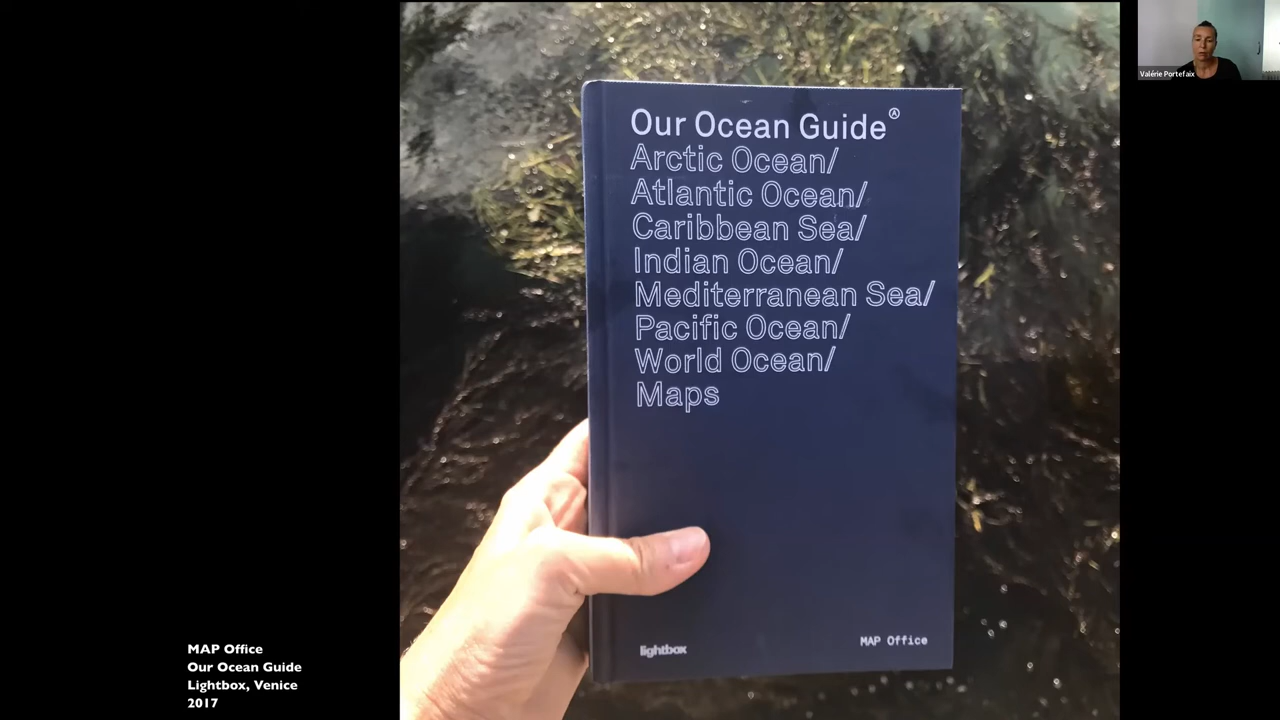 Our Ocean Guide
Arctic Ocean/
Atlantic Ocean/
Caribbean Sea/
Indian Ocean/
Mediterranean Sea/
Pacific Ocean/
World Ocean/
Maps
lightbox
MAP Office
MAP Office
Our Ocean Guide
Lightbox, Venice
2017
Valérie Portefaix